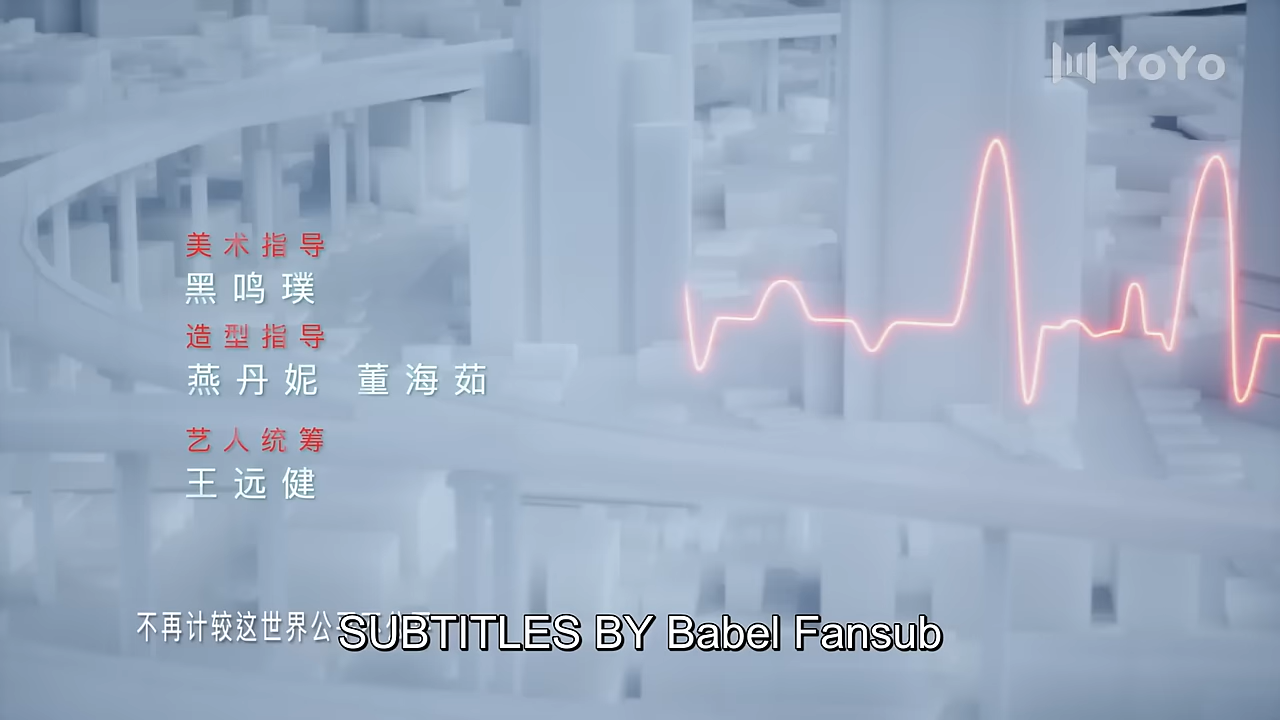 YoYo
美术指导
黑鸣璞
造型指导
燕丹妮 董海茹
艺人统筹
王远健
不再计较这世界公
SUBTITLES BY Babel Fansub